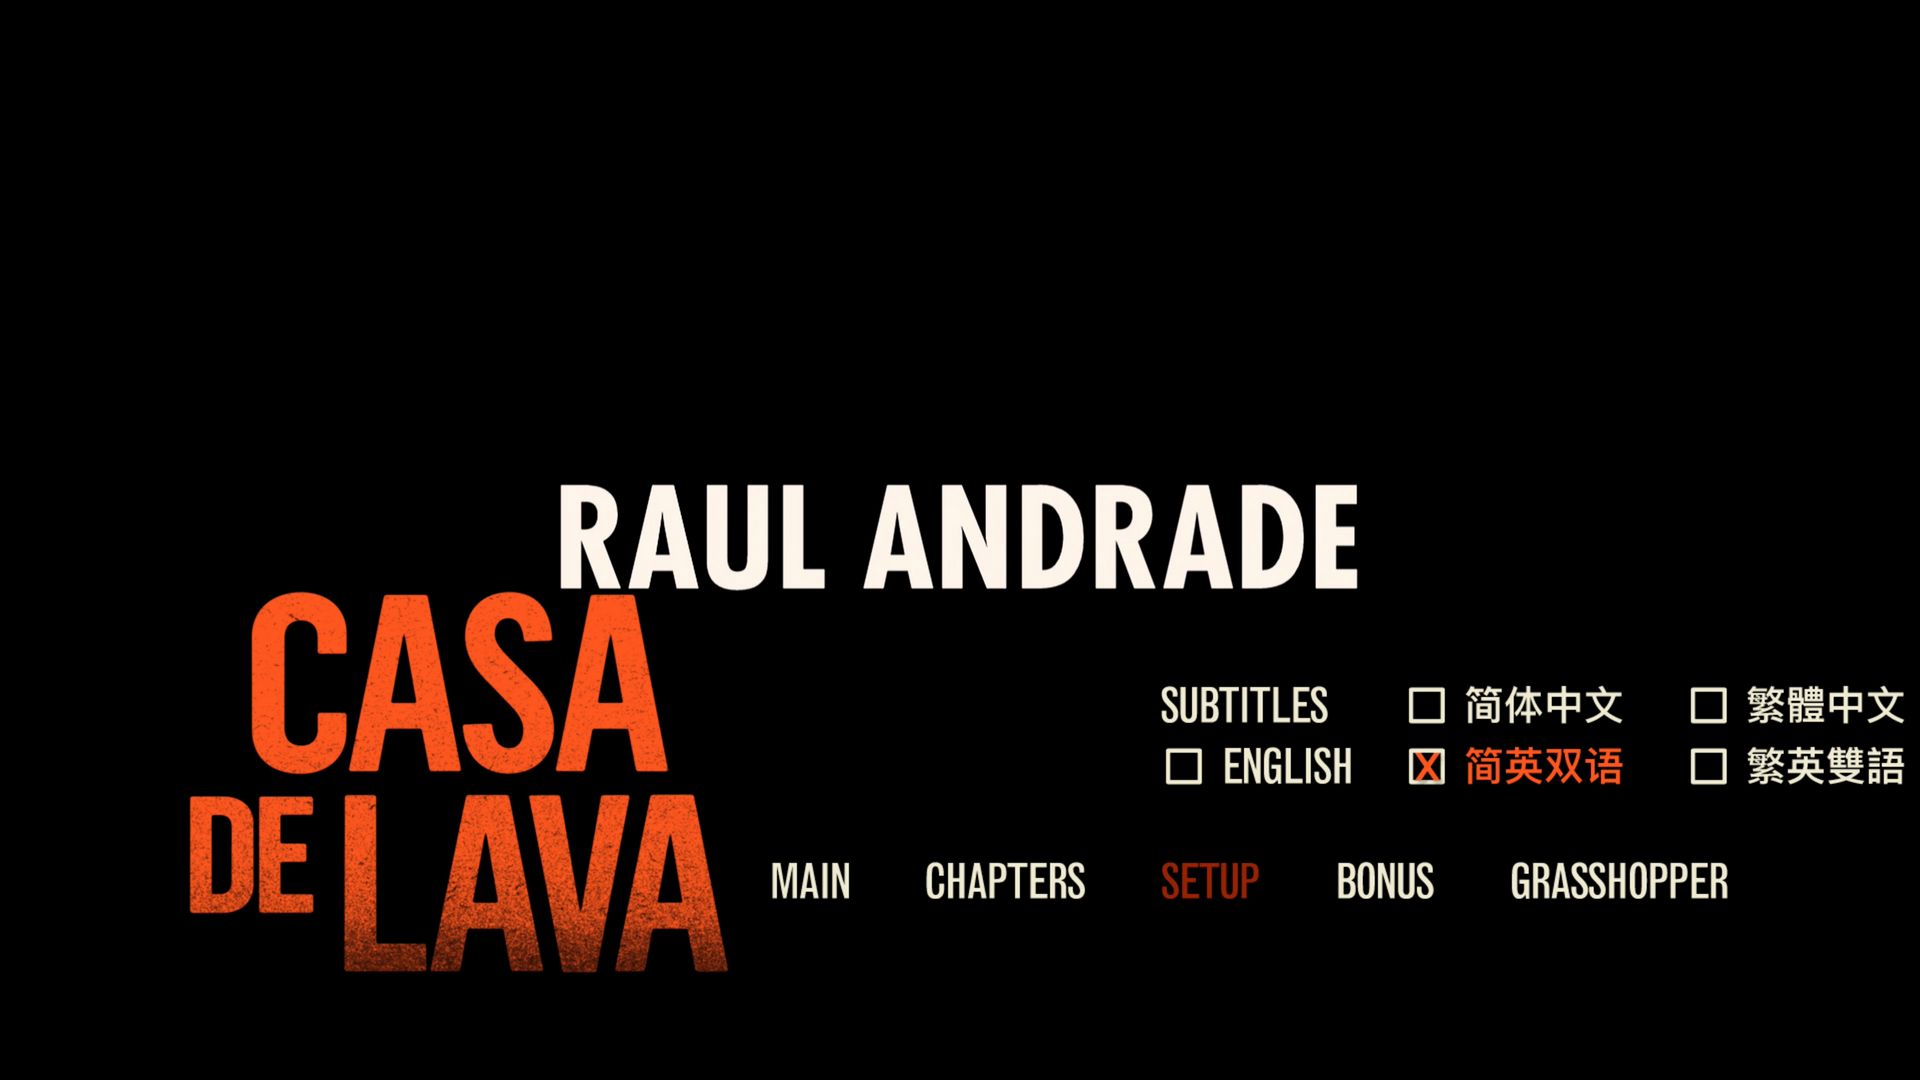 RAUL ANDRADE
CASA
DE LAVA
SUBTITLES 简体中文 繁體中文
ENGLISH X 简英双语 繁英雙語
MAIN CHAPTERS SETUP BONUS GRASSHOPPER